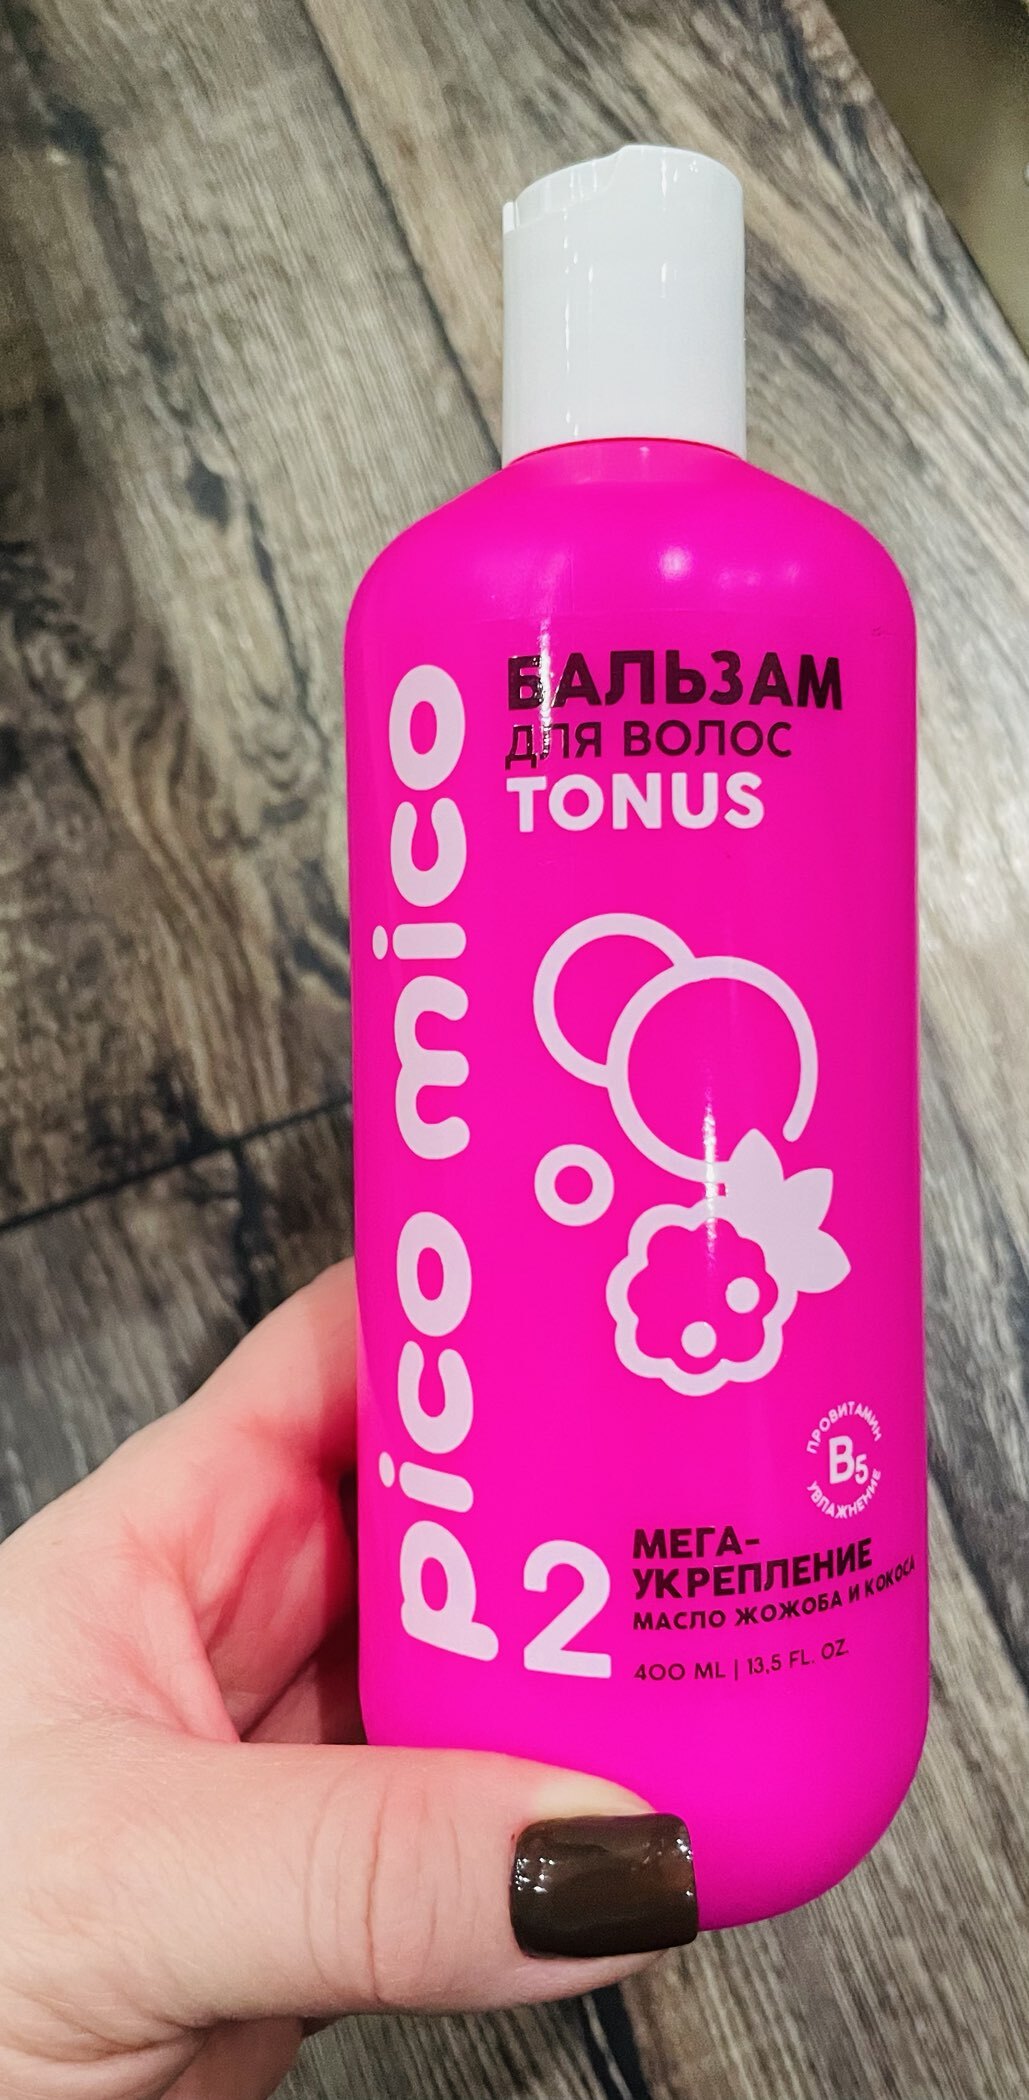 pico mico
БАЛЬЗАМ
ДЛЯ ВОЛОС
TONUS
ПРОВИТАМИН
B5
УВЛАЖНЕНИЕ
2
МЕГА-
УКРЕПЛЕНИЕ
МАСЛО ЖОЖОБА И КОКОСА
400 ML | 13,5 FL. OZ.